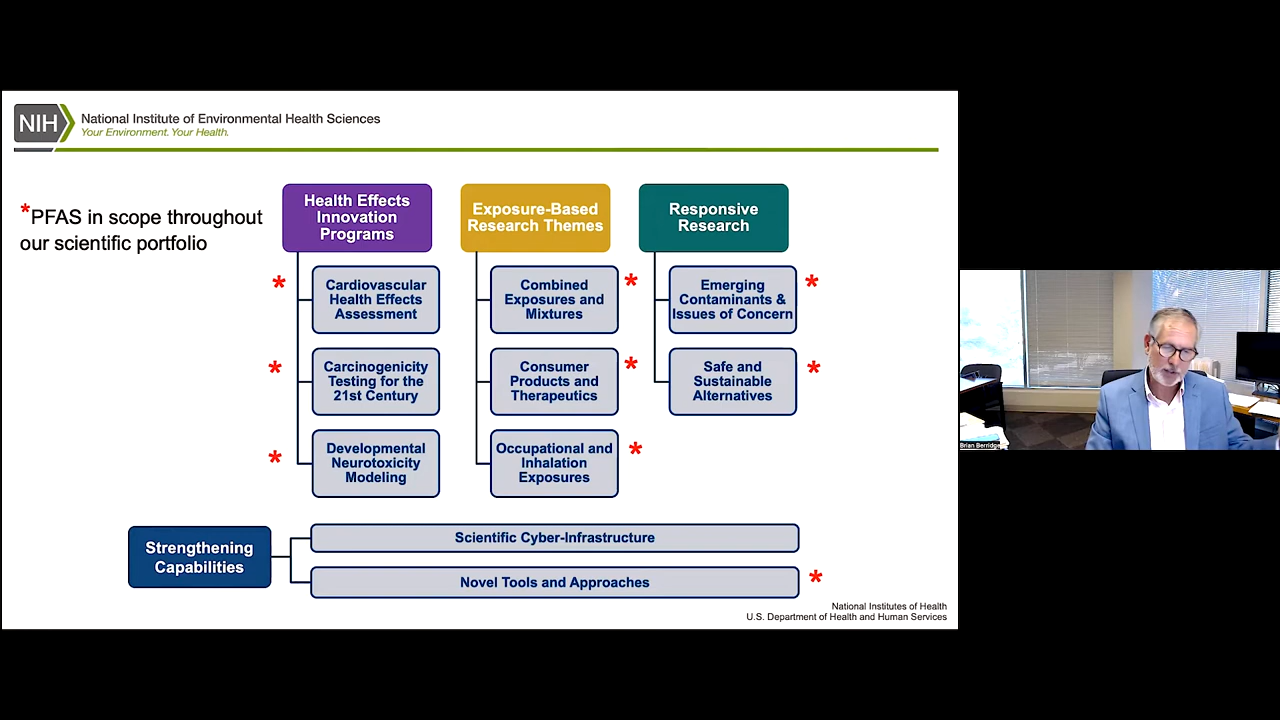 NIH
National Institute of Environmental Health Sciences
Your Environment. Your Health.
*PFAS in scope throughout
our scientific portfolio
Health Effects
Innovation
Programs
Exposure-Based
Research Themes
Responsive
Research
*
Cardiovascular
Health Effects
Assessment
Combined
Exposures and
Mixtures
*
Emerging
Contaminants &
Issues of Concern
*
*
Carcinogenicity
Testing for the
21st Century
Consumer
Products and
Therapeutics
*
Safe and
Sustainable
Alternatives
*
*
Developmental
Neurotoxicity
Modeling
Occupational and
Inhalation
Exposures
*
Strengthening
Capabilities
Scientific Cyber-Infrastructure
Novel Tools and Approaches
*
National Institutes of Health
U.S. Department of Health and Human Services
Brian Berridge